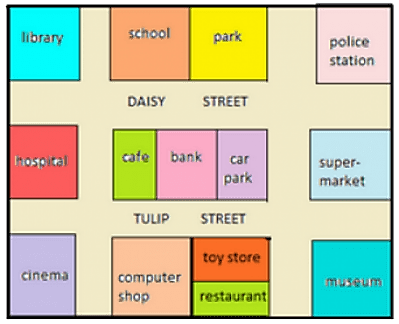 library
school
park
police
station
DAISY STREET
hospital
cafe
bank
car
park
super-
market
TULIP STREET
cinema
computer
shop
toy store
restaurant
museum